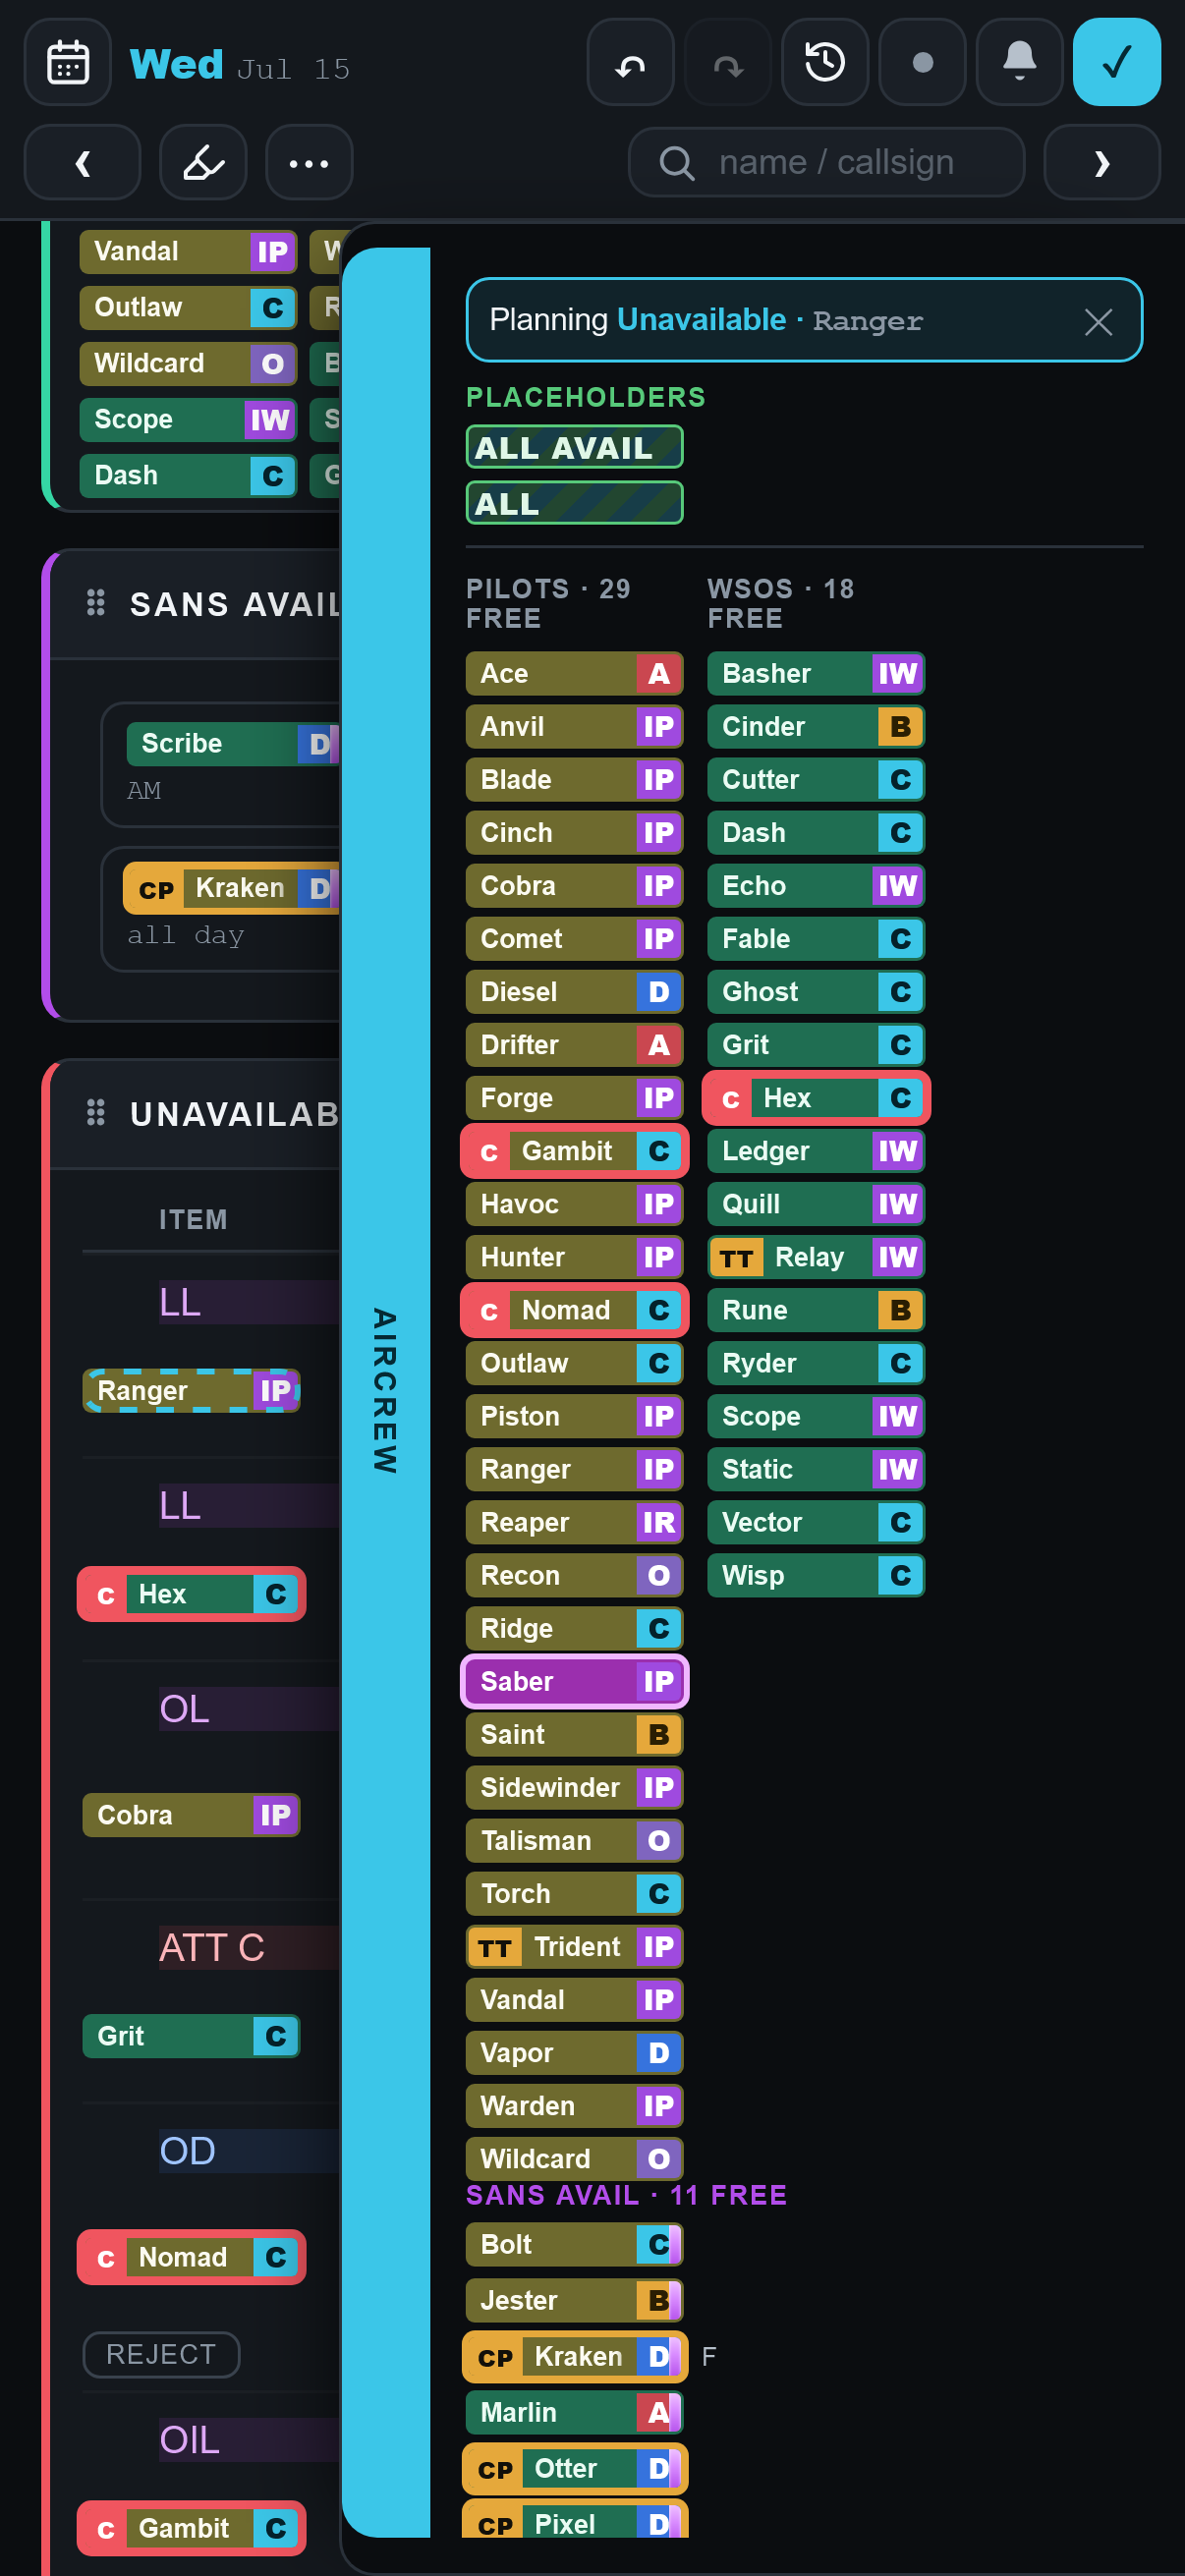 Wed Jul 15
name / callsign
Vandal IP
Outlaw C
Wildcard O
Scope IW
Dash C
SANS AVAIL
Scribe D
AM
CP Kraken D
all day
UNAVAILAB
ITEM
LL
Ranger IP
LL
C Hex C
OL
Cobra IP
ATT C
Grit C
OD
C Nomad C
REJECT
OIL
C Gambit C
AIRCREW
Planning Unavailable · Ranger
PLACEHOLDERS
ALL AVAIL
ALL
PILOTS · 29 FREE
Ace A
Anvil IP
Blade IP
Cinch IP
Cobra IP
Comet IP
Diesel D
Drifter A
Forge IP
C Gambit C
Havoc IP
Hunter IP
C Nomad C
Outlaw C
Piston IP
Ranger IP
Reaper IR
Recon O
Ridge C
Saber IP
Saint B
Sidewinder IP
Talisman O
Torch C
TT Trident IP
Vandal IP
Vapor D
Warden IP
Wildcard O
WSOS · 18 FREE
Basher IW
Cinder B
Cutter C
Dash C
Echo IW
Fable C
Ghost C
Grit C
C Hex C
Ledger IW
Quill IW
TT Relay IW
Rune B
Ryder C
Scope IW
Static IW
Vector C
Wisp C
SANS AVAIL · 11 FREE
Bolt C
Jester B
CP Kraken D F
Marlin A
CP Otter D
CP Pixel D